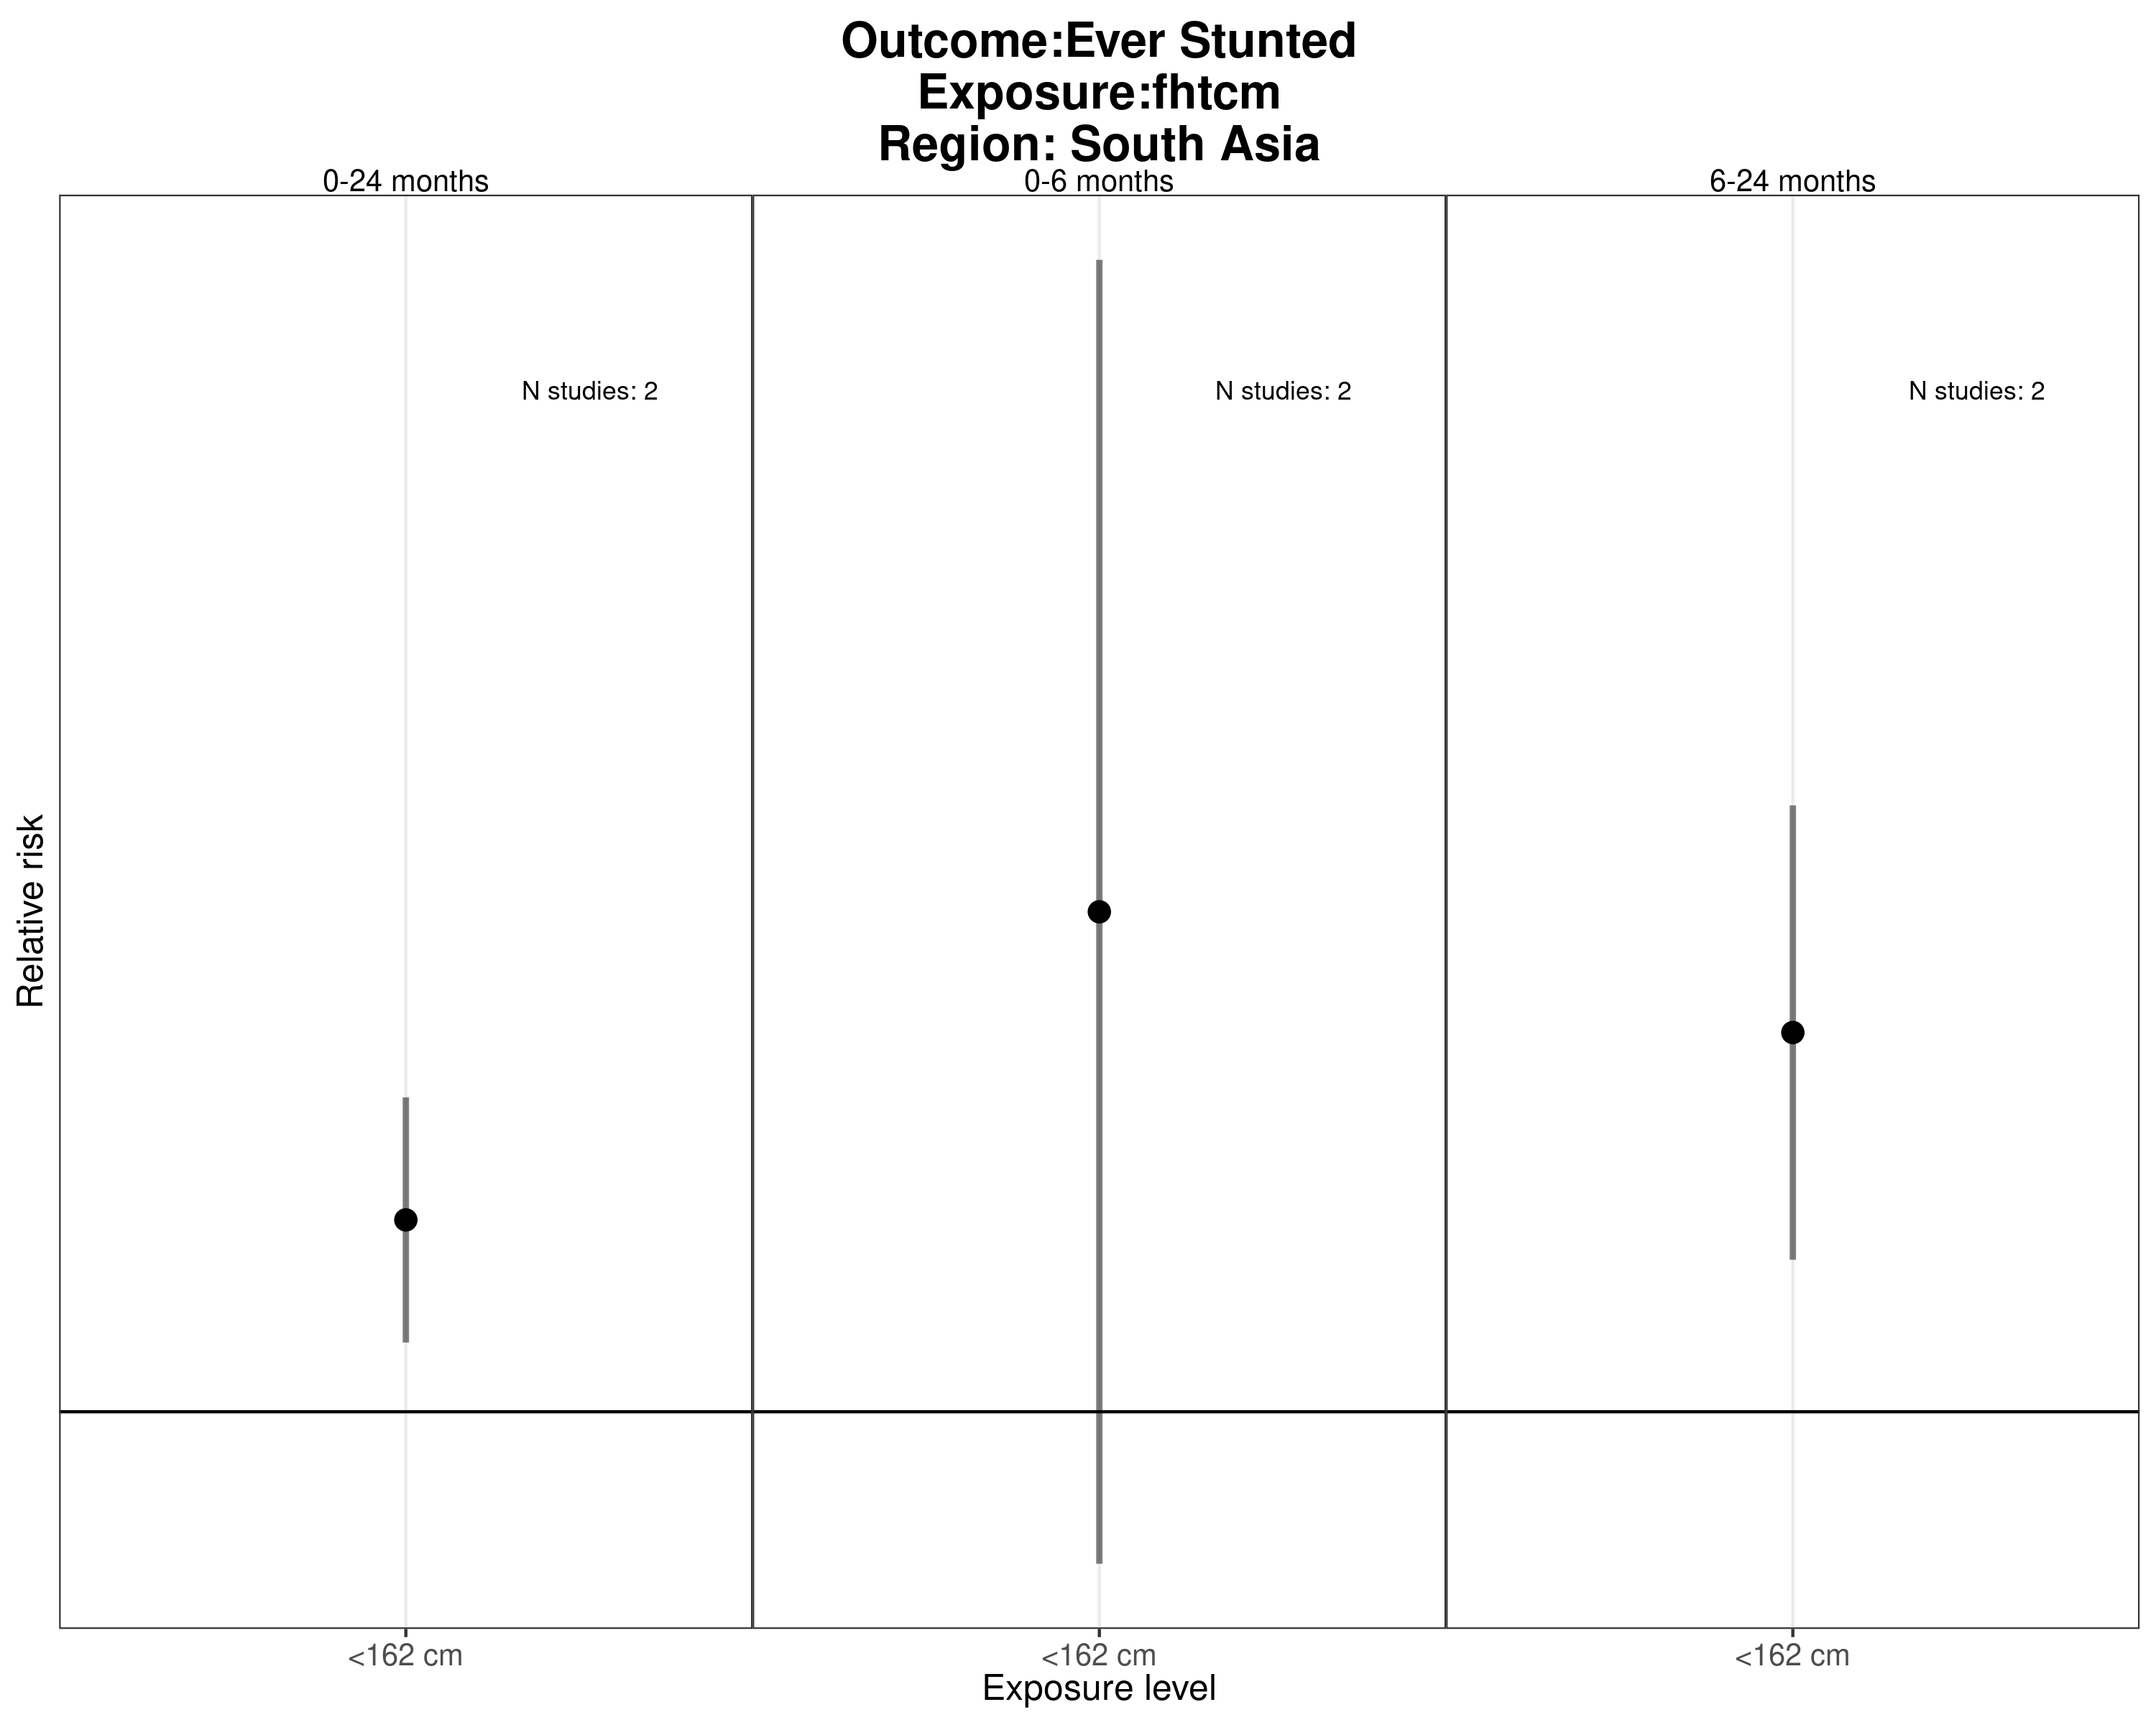 Outcome:Ever Stunted
Exposure:fhtcm
Region: South Asia
0-24 months
0-6 months
6-24 months
N studies: 2
N studies: 2
N studies: 2
Relative risk
<162 cm
<162 cm
<162 cm
Exposure level